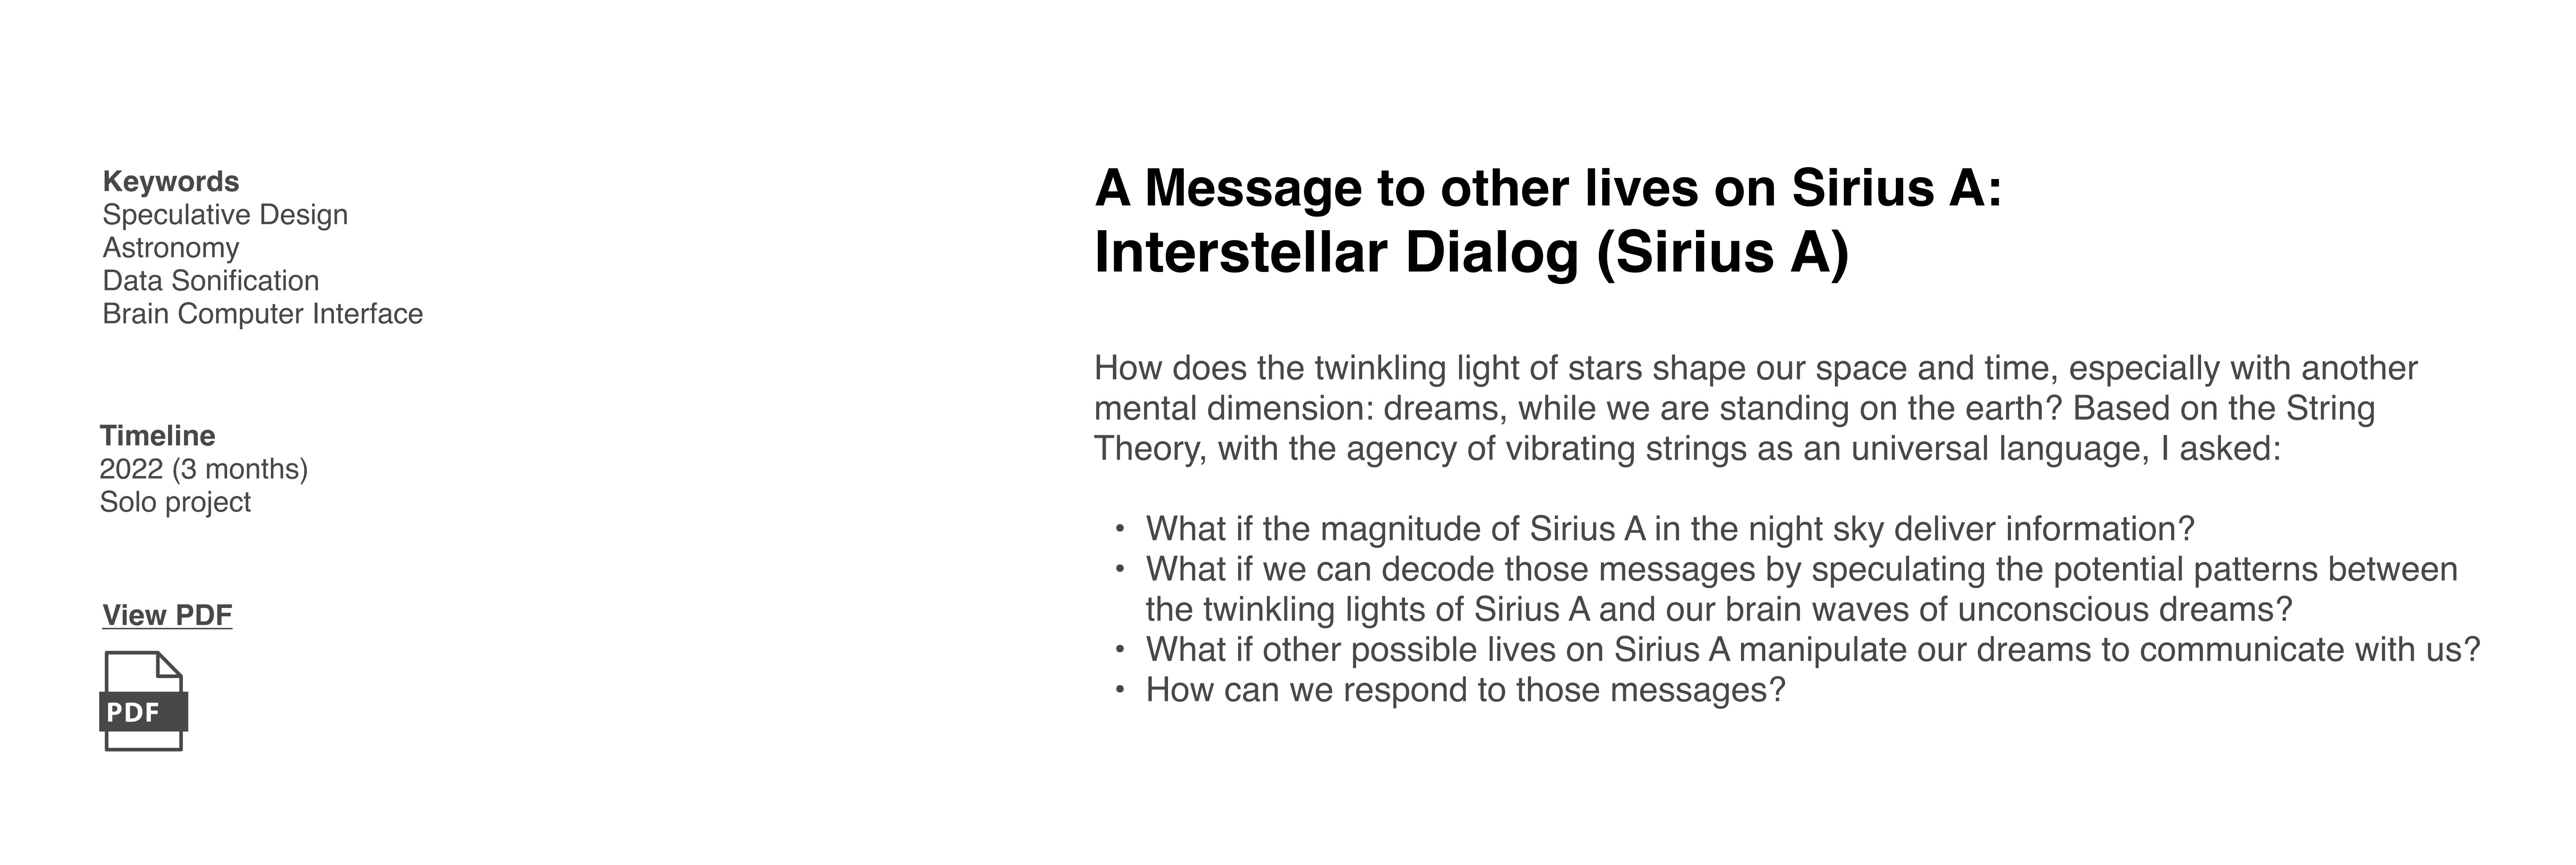 Keywords
Speculative Design
Astronomy
Data Sonification
Brain Computer Interface
Timeline
2022 (3 months)
Solo project
View PDF
PDF
A Message to other lives on Sirius A:
Interstellar Dialog (Sirius A)
How does the twinkling light of stars shape our space and time, especially with another
mental dimension: dreams, while we are standing on the earth? Based on the String
Theory, with the agency of vibrating strings as an universal language, I asked:
• What if the magnitude of Sirius A in the night sky deliver information?
• What if we can decode those messages by speculating the potential patterns between
the twinkling lights of Sirius A and our brain waves of unconscious dreams?
• What if other possible lives on Sirius A manipulate our dreams to communicate with us?
• How can we respond to those messages?